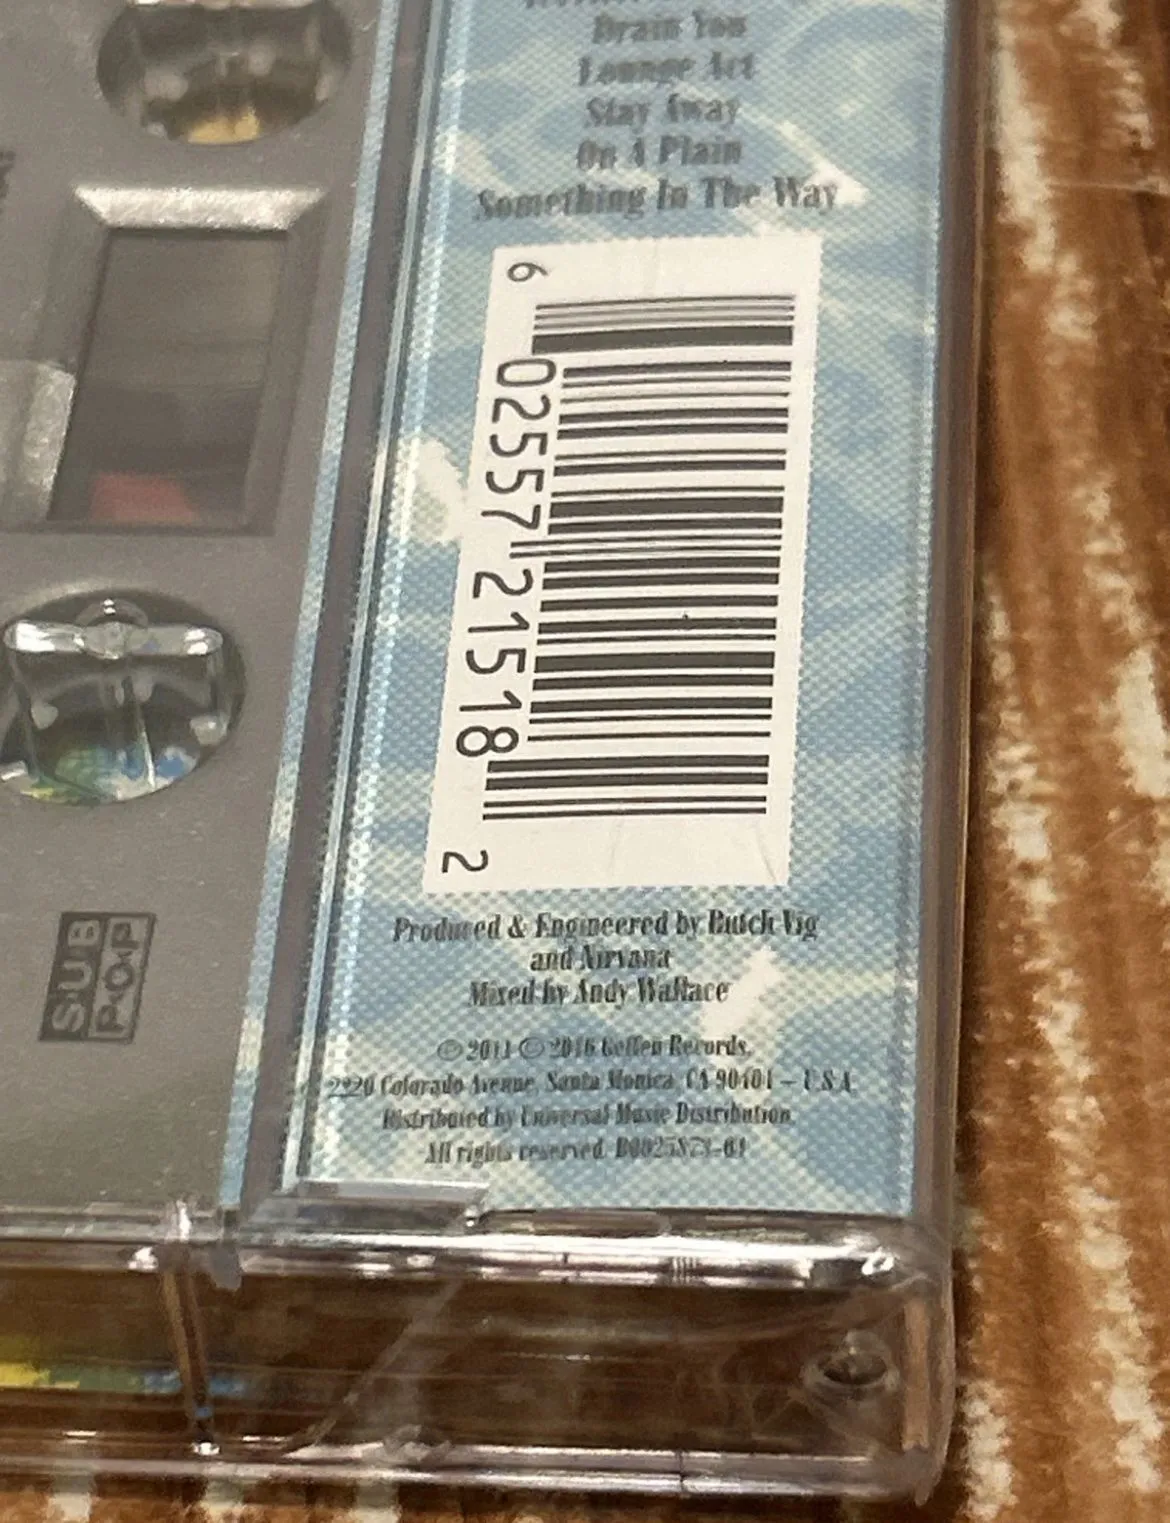 Drain You
Lounge Act
Stay Away
On A Plain
Something In The Way
6 02557 21518 2
Produced & Engineered by Butch Vig
and Nirvana
Mixed by Andy Wallace
© 2011 © 2016 Geffen Records,
2220 Colorado Avenue, Santa Monica, CA 90404 – U.S.A.
Distributed by Universal Music Distribution.
All rights reserved.
SUB
POP